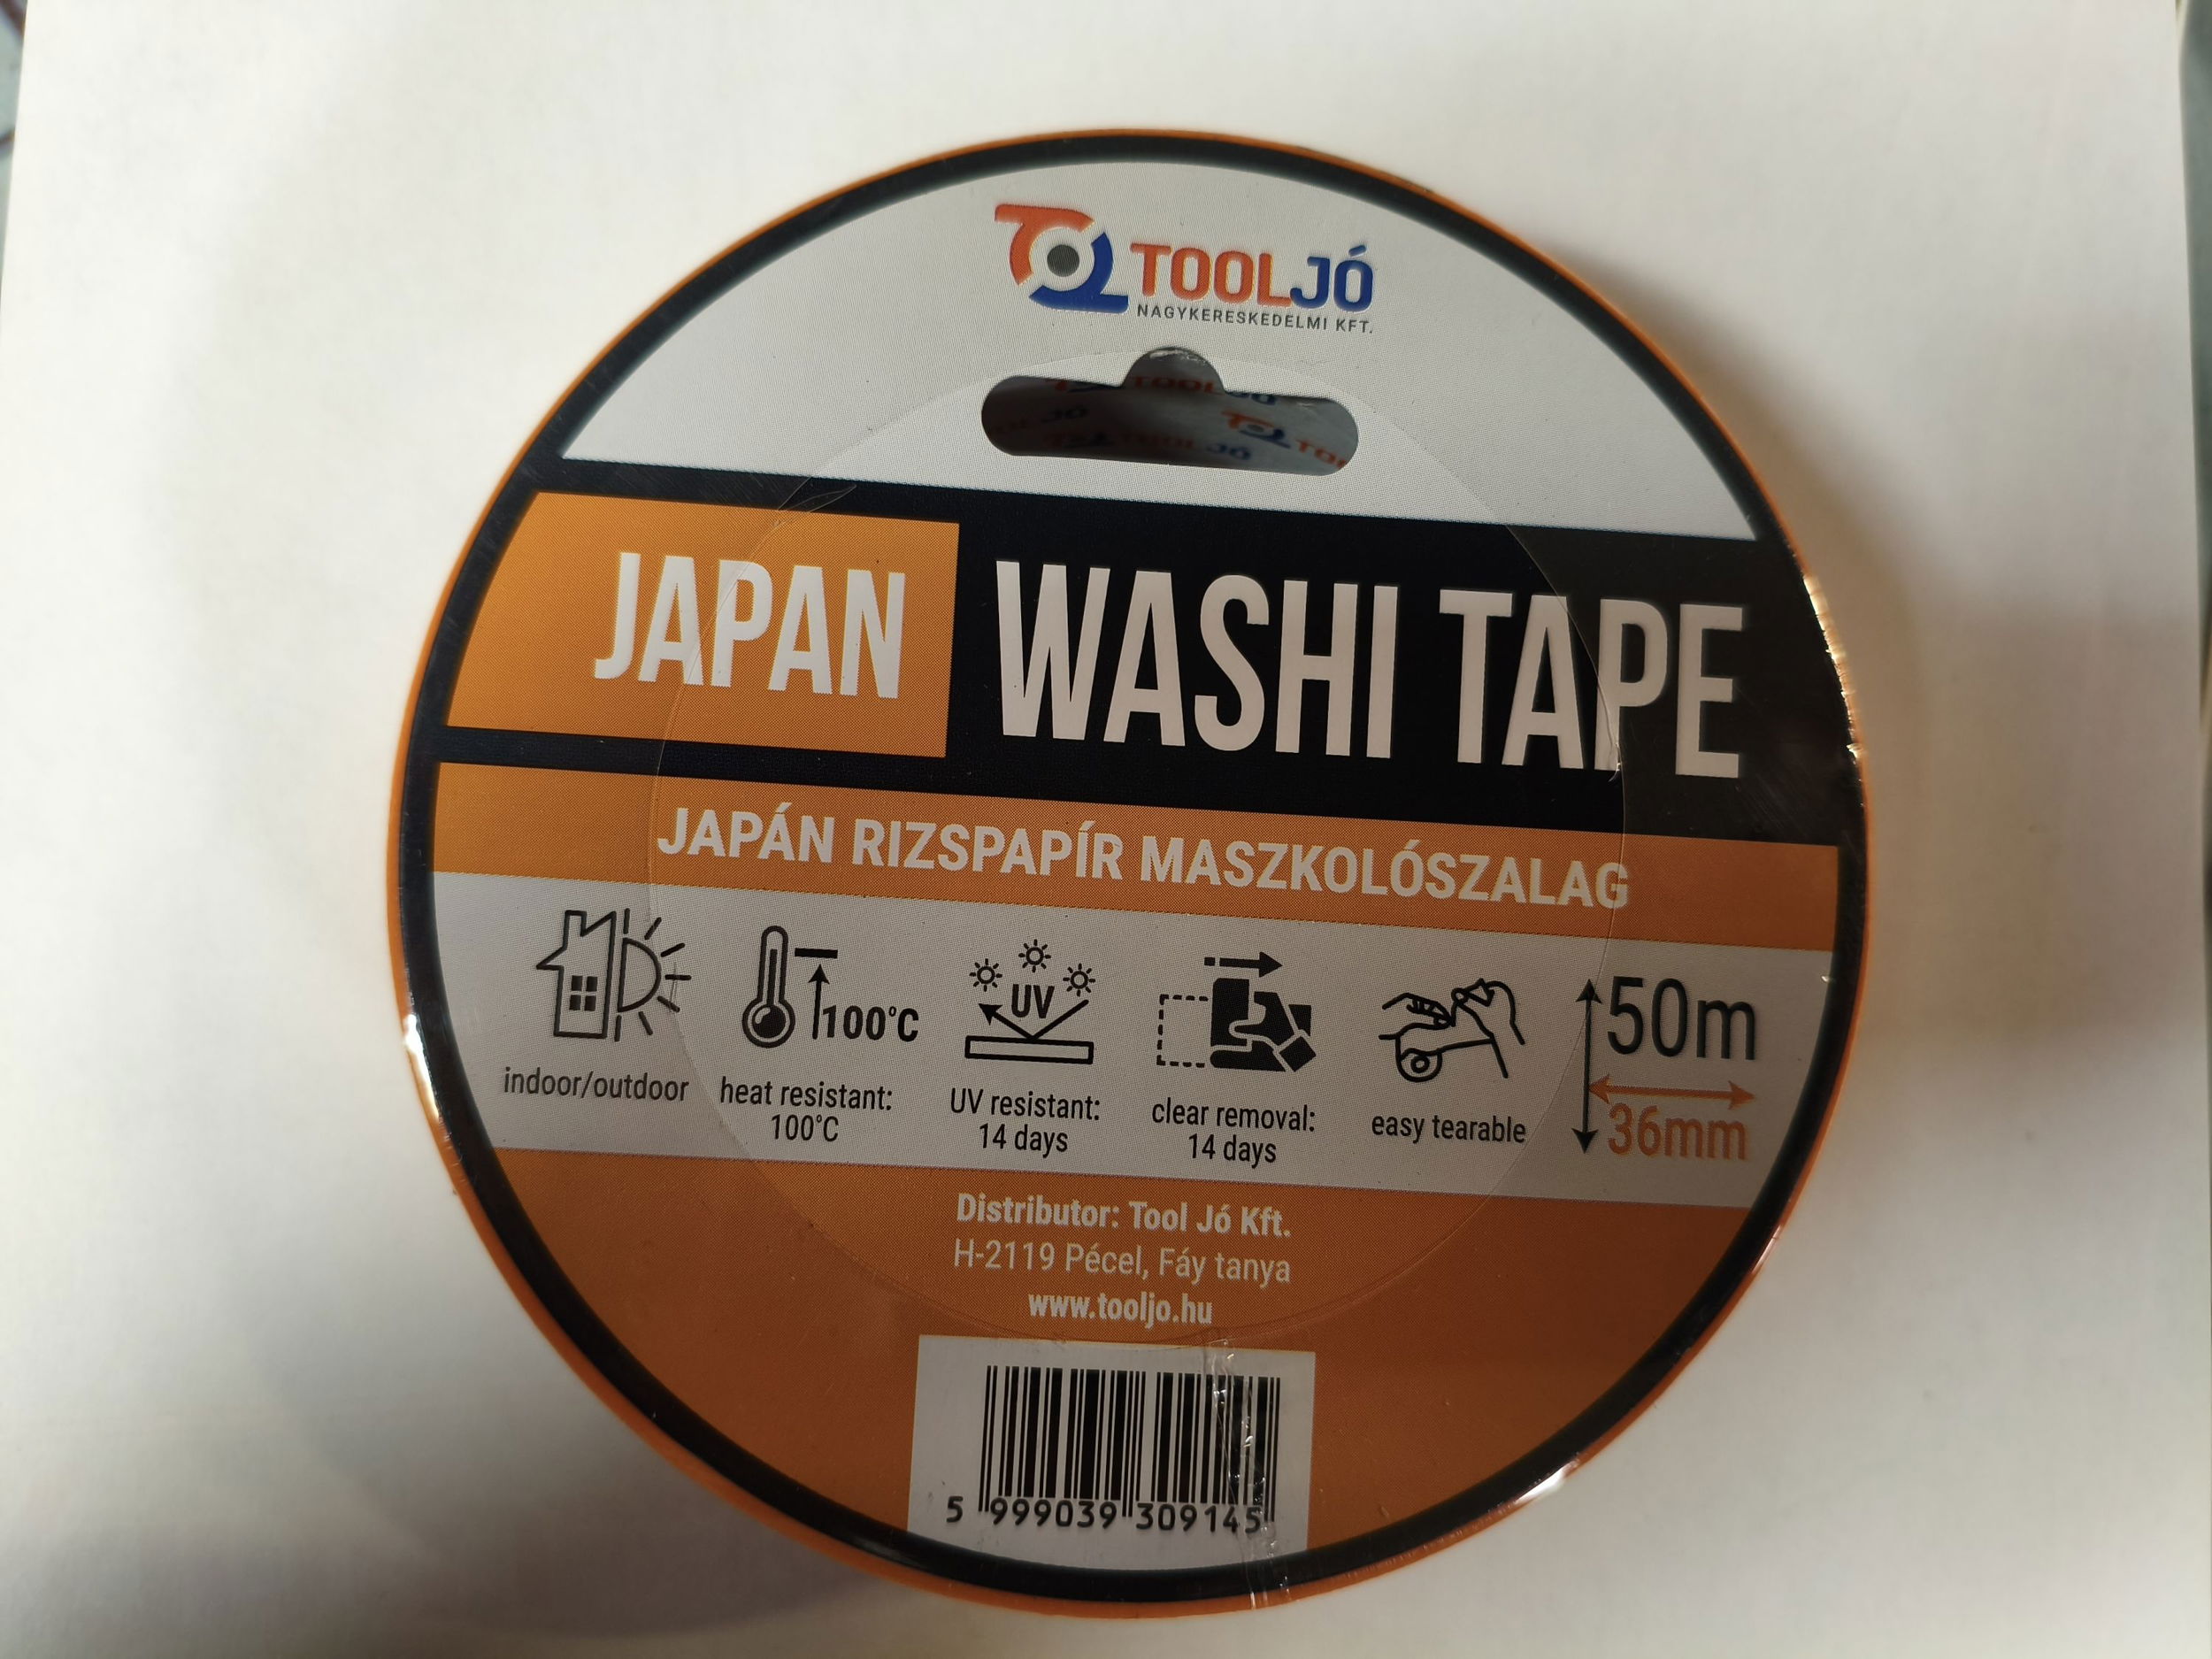 TOOLJÓ
NAGYKERESKEDELMI KFT.
JAPAN WASHI TAPE
JAPÁN RIZSPAPÍR MASZKOLÓSZALAG
100°C
UV
indoor/outdoor
heat resistant:
100°C
UV resistant:
14 days
clear removal:
14 days
easy tearable
50m
36mm
Distributor: Tool Jó Kft.
H-2119 Pécel, Fáy tanya
www.tooljo.hu
5 999039 309145